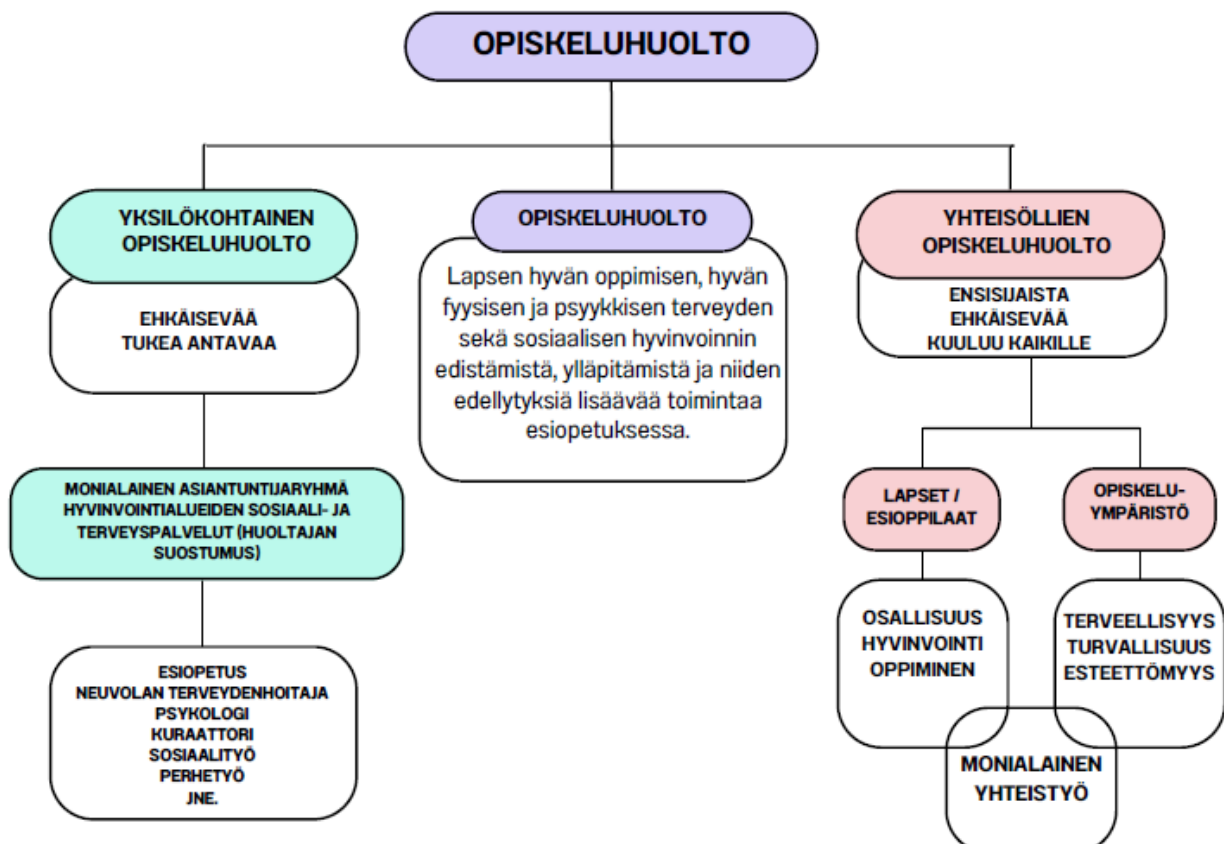 OPISKELUHUOLTO
YKSILÖKOHTAINEN
OPISKELUHUOLTO
EHKÄISEVÄÄ
TUKEA ANTAVAA
MONIALAINEN ASIANTUNTIJARYHMÄ
HYVINVOINTIALUEIDEN SOSIAALI- JA
TERVEYSPALVELUT (HUOLTAJAN
SUOSTUMUS)
ESIOPETUS
NEUVOLAN TERVEYDENHOITAJA
PSYKOLOGI
KURAATTORI
SOSIAALITYÖ
PERHETYÖ
JNE.
OPISKELUHUOLTO
Lapsen hyvän oppimisen, hyvän
fyysisen ja psyykkisen terveyden
sekä sosiaalisen hyvinvoinnin
edistämistä, ylläpitämistä ja niiden
edellytyksiä lisäävää toimintaa
esiopetuksessa.
YHTEISÖLLIEN
OPISKELUHUOLTO
ENSISIJAISTA
EHKÄISEVÄÄ
KUULUU KAIKILLE
LAPSET /
ESIOPPILAAT
OSALLISUUS
HYVINVOINTI
OPPIMINEN
OPISKELU-
YMPÄRISTÖ
TERVEELLISYYS
TURVALLISUUS
ESTEETTÖMYYS
MONIALAINEN
YHTEISTYÖ